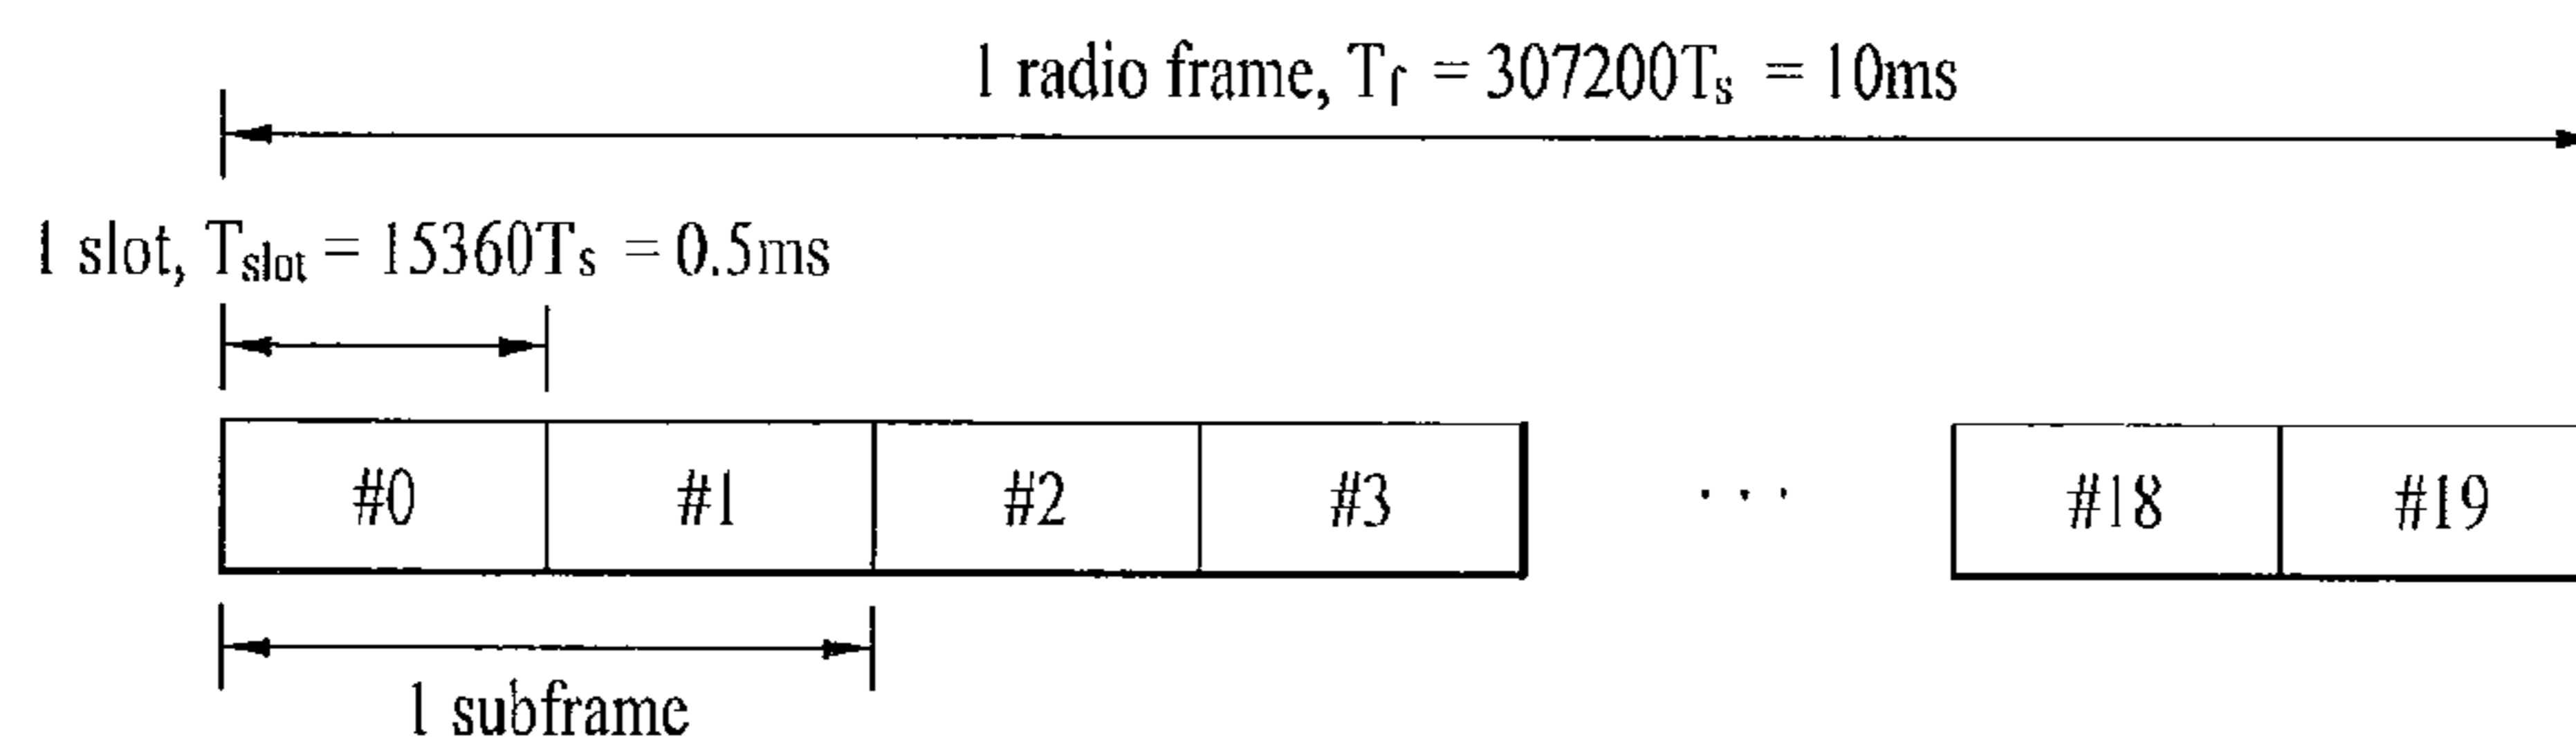 1 radio frame, Tf = 307200Ts = 10ms
1 slot, Tslot = 15360Ts = 0.5ms
#0 #1 #2 #3 · · · #18 #19
1 subframe